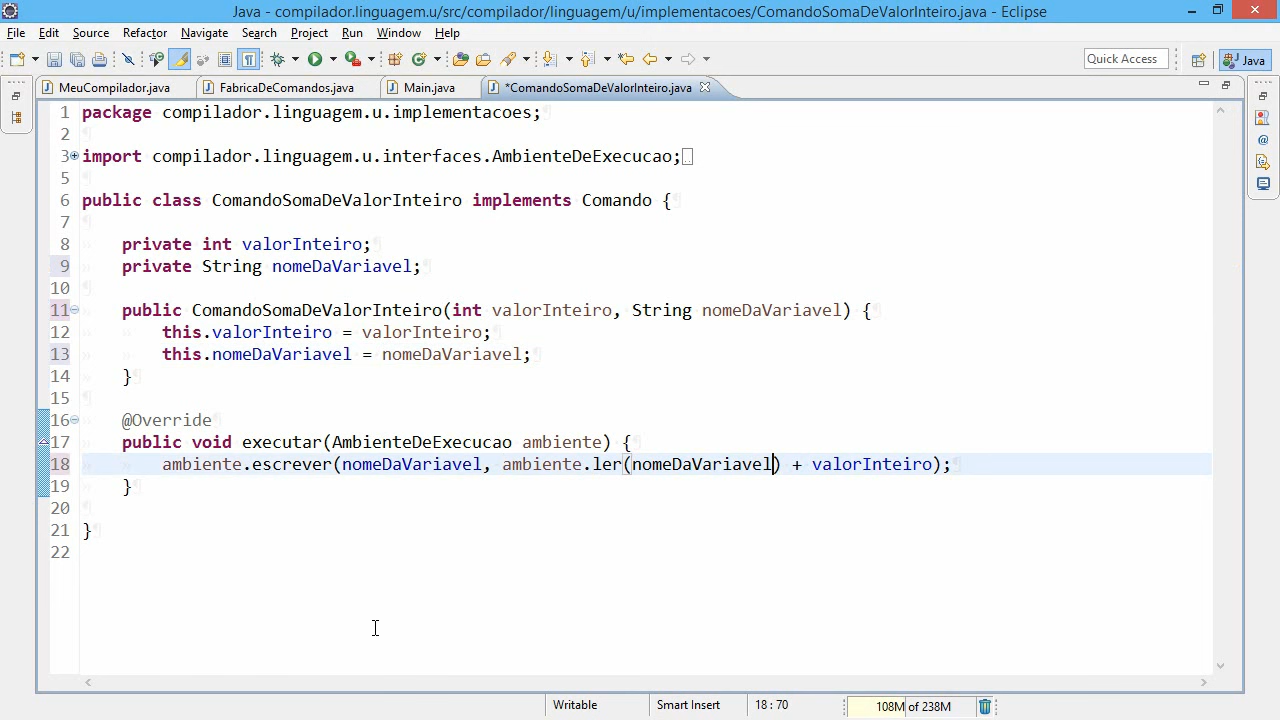 Java - compilador.linguagem.u/src/compilador/linguagem/u/implementacoes/ComandoSomaDeValorInteiro.java - Eclipse
File Edit Source Refactor Navigate Search Project Run Window Help
Quick Access Java
MeuCompilador.java FabricaDeComandos.java Main.java *ComandoSomaDeValorInteiro.java
1 package compilador.linguagem.u.implementacoes;
2
3 import compilador.linguagem.u.interfaces.AmbienteDeExecucao;
5
6 public class ComandoSomaDeValorInteiro implements Comando {
7
8 private int valorInteiro;
9 private String nomeDaVariavel;
10
11 public ComandoSomaDeValorInteiro(int valorInteiro, String nomeDaVariavel) {
12 this.valorInteiro = valorInteiro;
13 this.nomeDaVariavel = nomeDaVariavel;
14 }
15
16 @Override
17 public void executar(AmbienteDeExecucao ambiente) {
18 ambiente.escrever(nomeDaVariavel, ambiente.ler(nomeDaVariavel) + valorInteiro);
19 }
20
21 }
22
Writable Smart Insert 18 : 70 108M of 238M